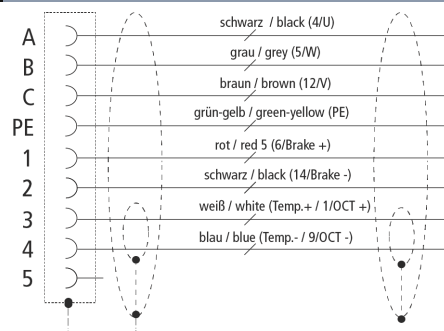 A schwarz / black (4/U)
B grau / grey (5/W)
C braun / brown (12/V)
PE grün-gelb / green-yellow (PE)
1 rot / red 5 (6/Brake +)
2 schwarz / black (14/Brake -)
3 weiß / white (Temp.+ / 1/OCT +)
4 blau / blue (Temp.- / 9/OCT -)
5